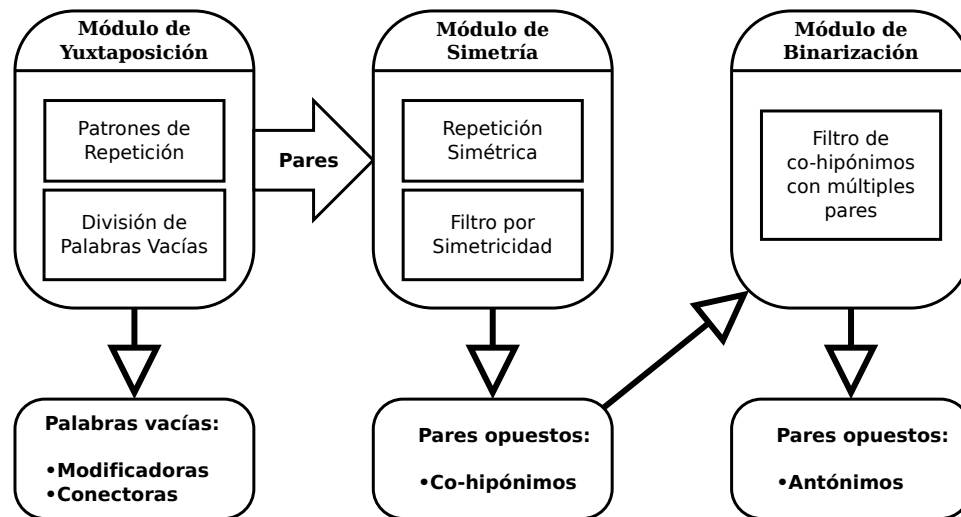 Módulo de
Yuxtaposición
Patrones de
Repetición
División de
Palabras Vacías
Pares
Módulo de
Simetría
Repetición
Simétrica
Filtro por
Simetricidad
Módulo de
Binarización
Filtro de
co-hipónimos
con múltiples
pares
Palabras vacías:
•Modificadoras
•Conectoras
Pares opuestos:
•Co-hipónimos
Pares opuestos:
•Antónimos